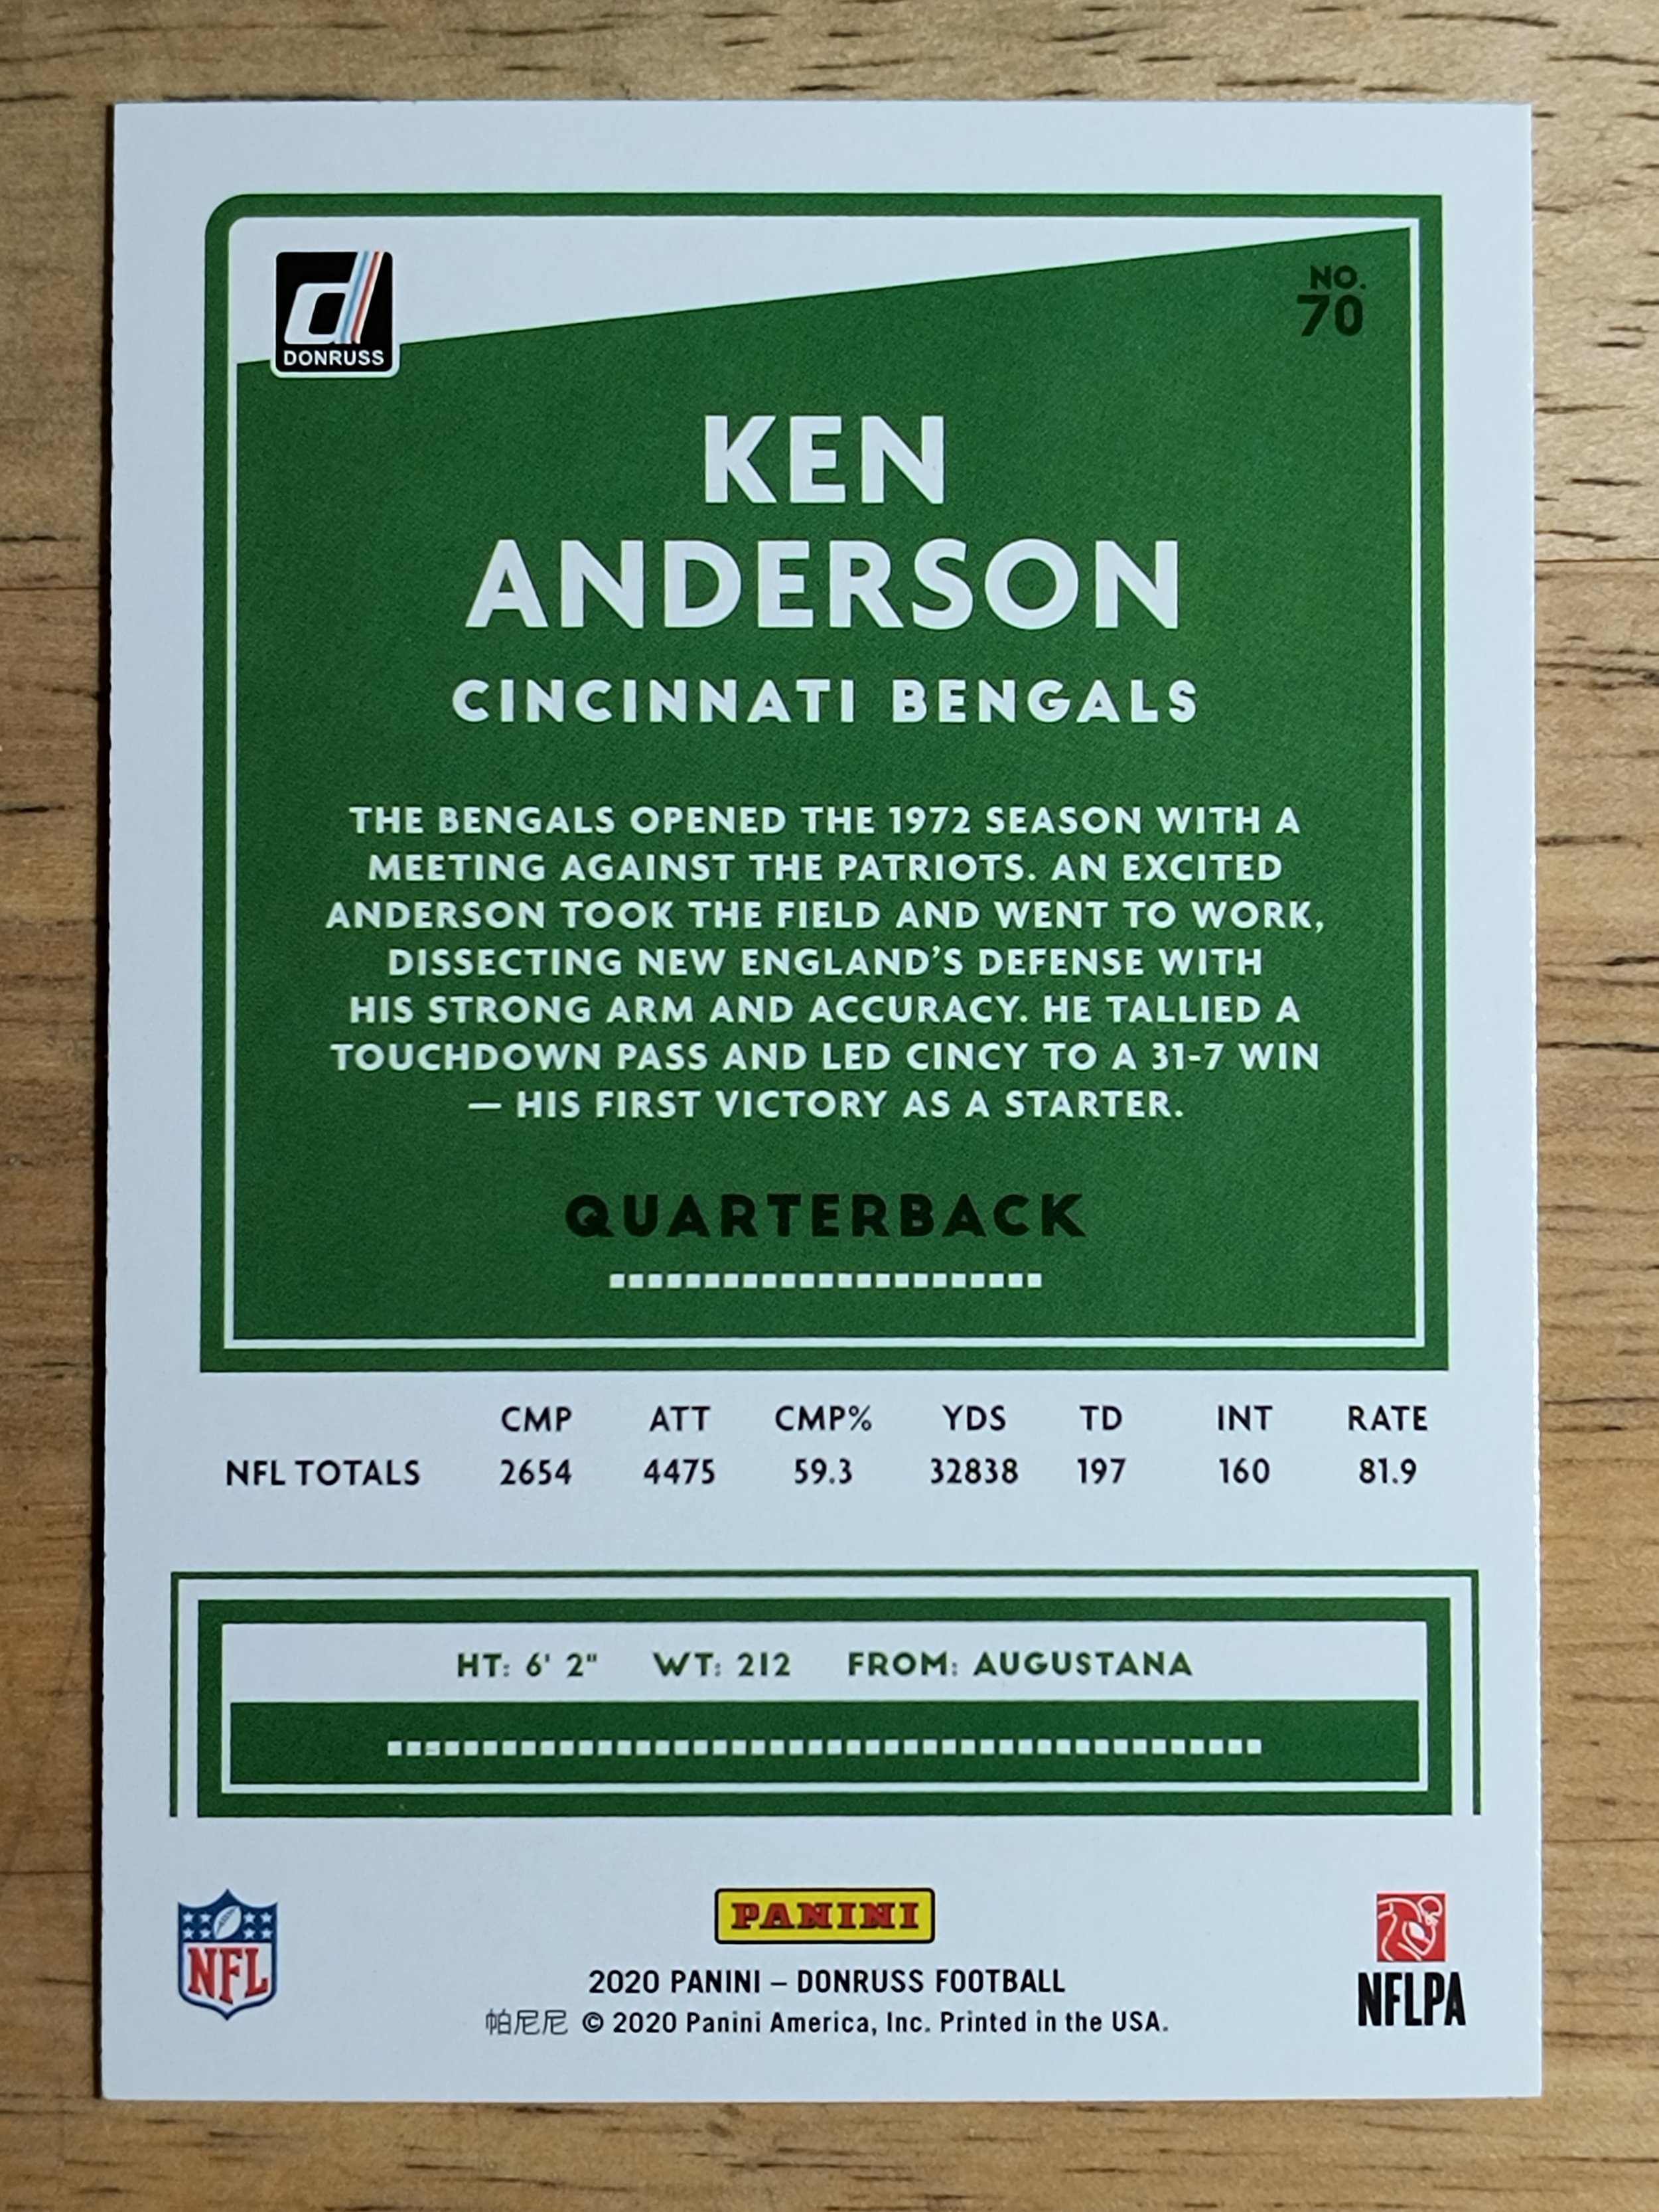 d
DONRUSS
NO.
70
KEN
ANDERSON
CINCINNATI BENGALS
THE BENGALS OPENED THE 1972 SEASON WITH A
MEETING AGAINST THE PATRIOTS. AN EXCITED
ANDERSON TOOK THE FIELD AND WENT TO WORK,
DISSECTING NEW ENGLAND'S DEFENSE WITH
HIS STRONG ARM AND ACCURACY. HE TALLIED A
TOUCHDOWN PASS AND LED CINCY TO A 31-7 WIN
— HIS FIRST VICTORY AS A STARTER.
QUARTERBACK
CMP ATT CMP% YDS TD INT RATE
NFL TOTALS 2654 4475 59.3 32838 197 160 81.9
HT: 6' 2" WT: 212 FROM: AUGUSTANA
NFL
PANINI
2020 PANINI – DONRUSS FOOTBALL
帕尼尼 © 2020 Panini America, Inc. Printed in the USA.
NFLPA